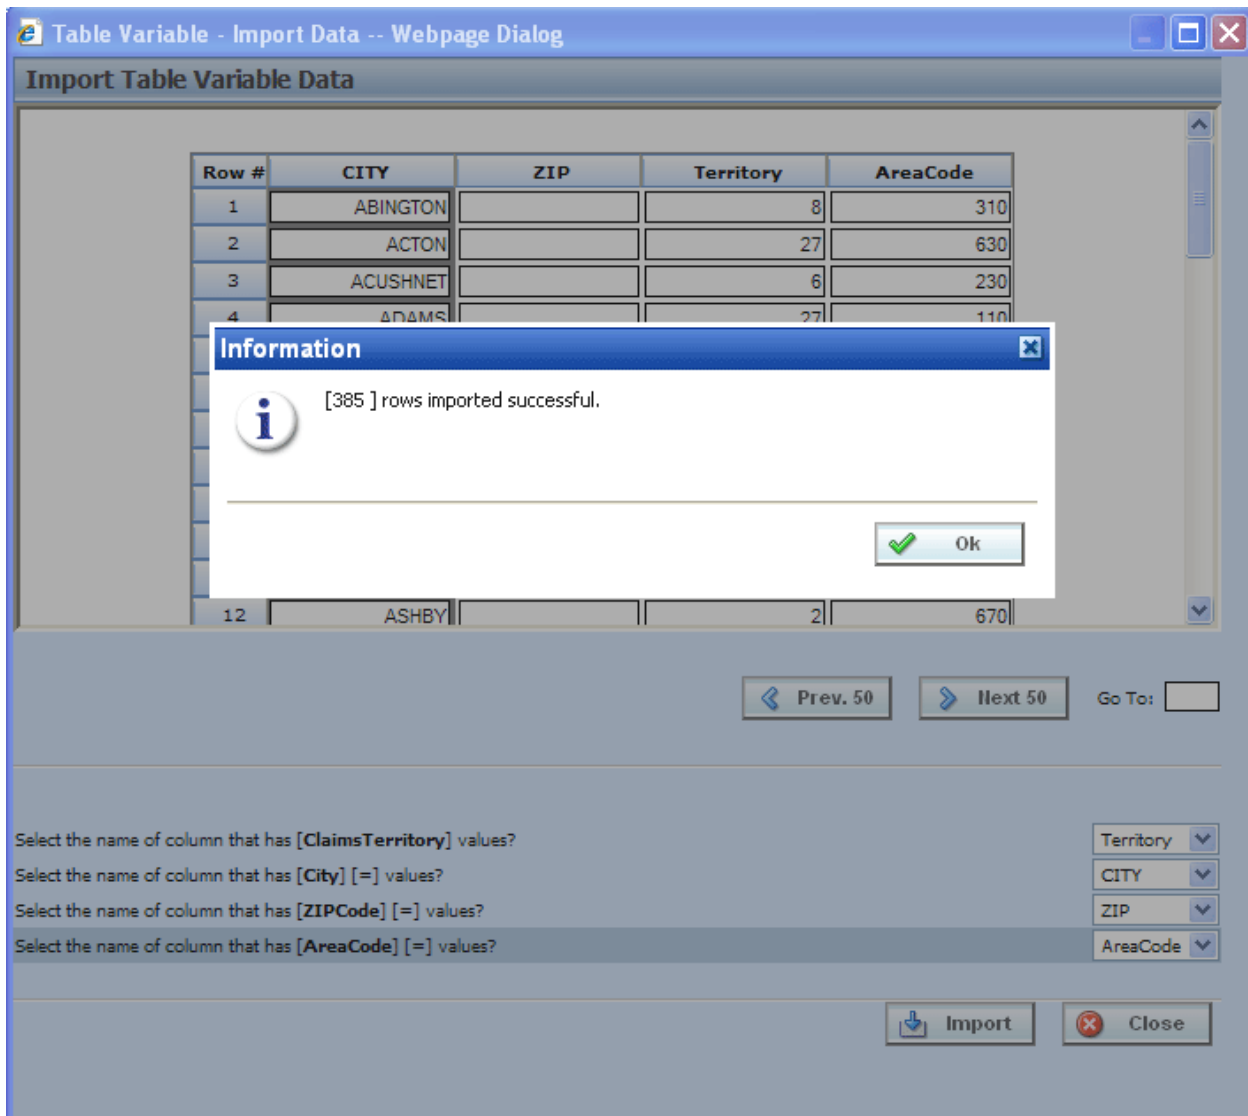 Table Variable - Import Data -- Webpage Dialog
Import Table Variable Data
Row # CITY ZIP Territory AreaCode
1 ABINGTON 8 310
2 ACTON 27 630
3 ACUSHNET 6 230
4 ADAMS 27 110
Information
[385 ] rows imported successful.
Ok
12 ASHBY 2 670
Prev. 50 Next 50 Go To:
Select the name of column that has [ClaimsTerritory] values? Territory
Select the name of column that has [City] [=] values? CITY
Select the name of column that has [ZIPCode] [=] values? ZIP
Select the name of column that has [AreaCode] [=] values? AreaCode
Import Close